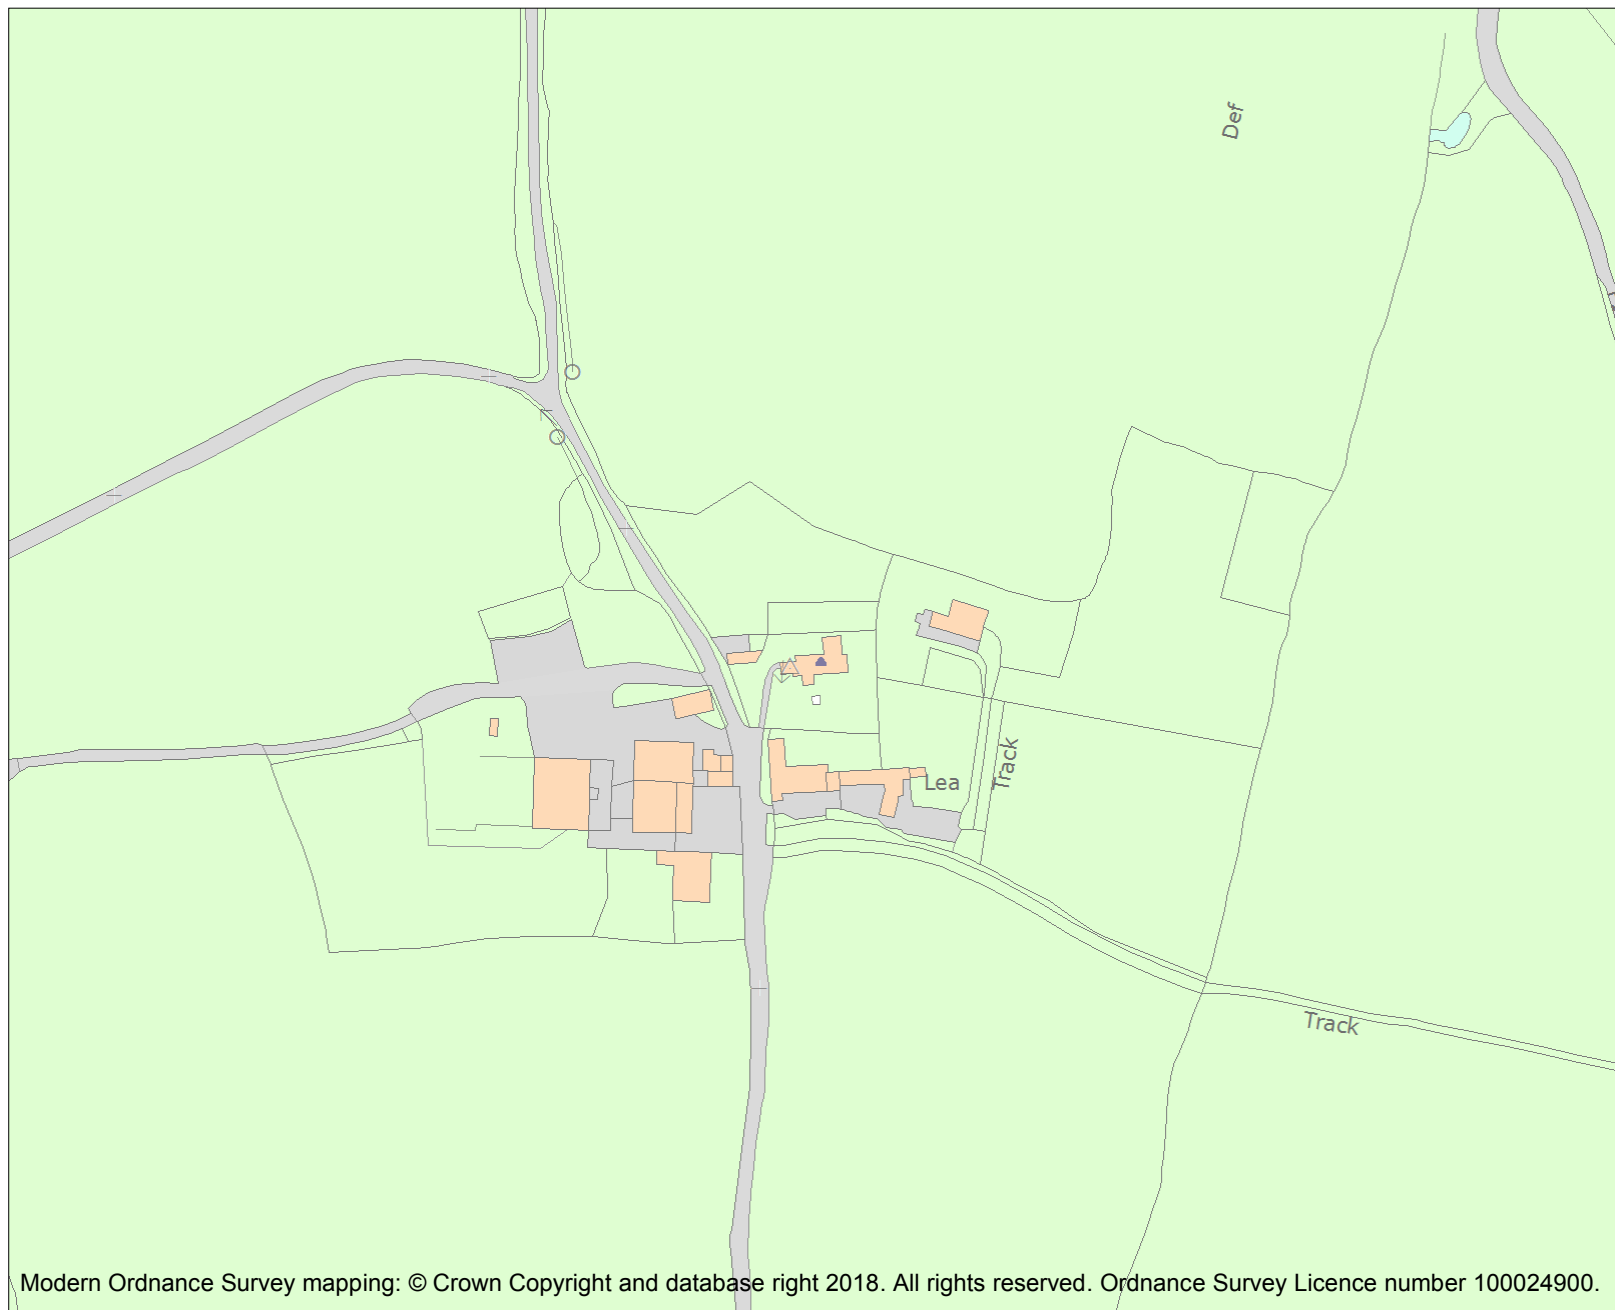 Def
Lea
Track
Track
Modern Ordnance Survey mapping: © Crown Copyright and database right 2018. All rights reserved. Ordnance Survey Licence number 100024900.